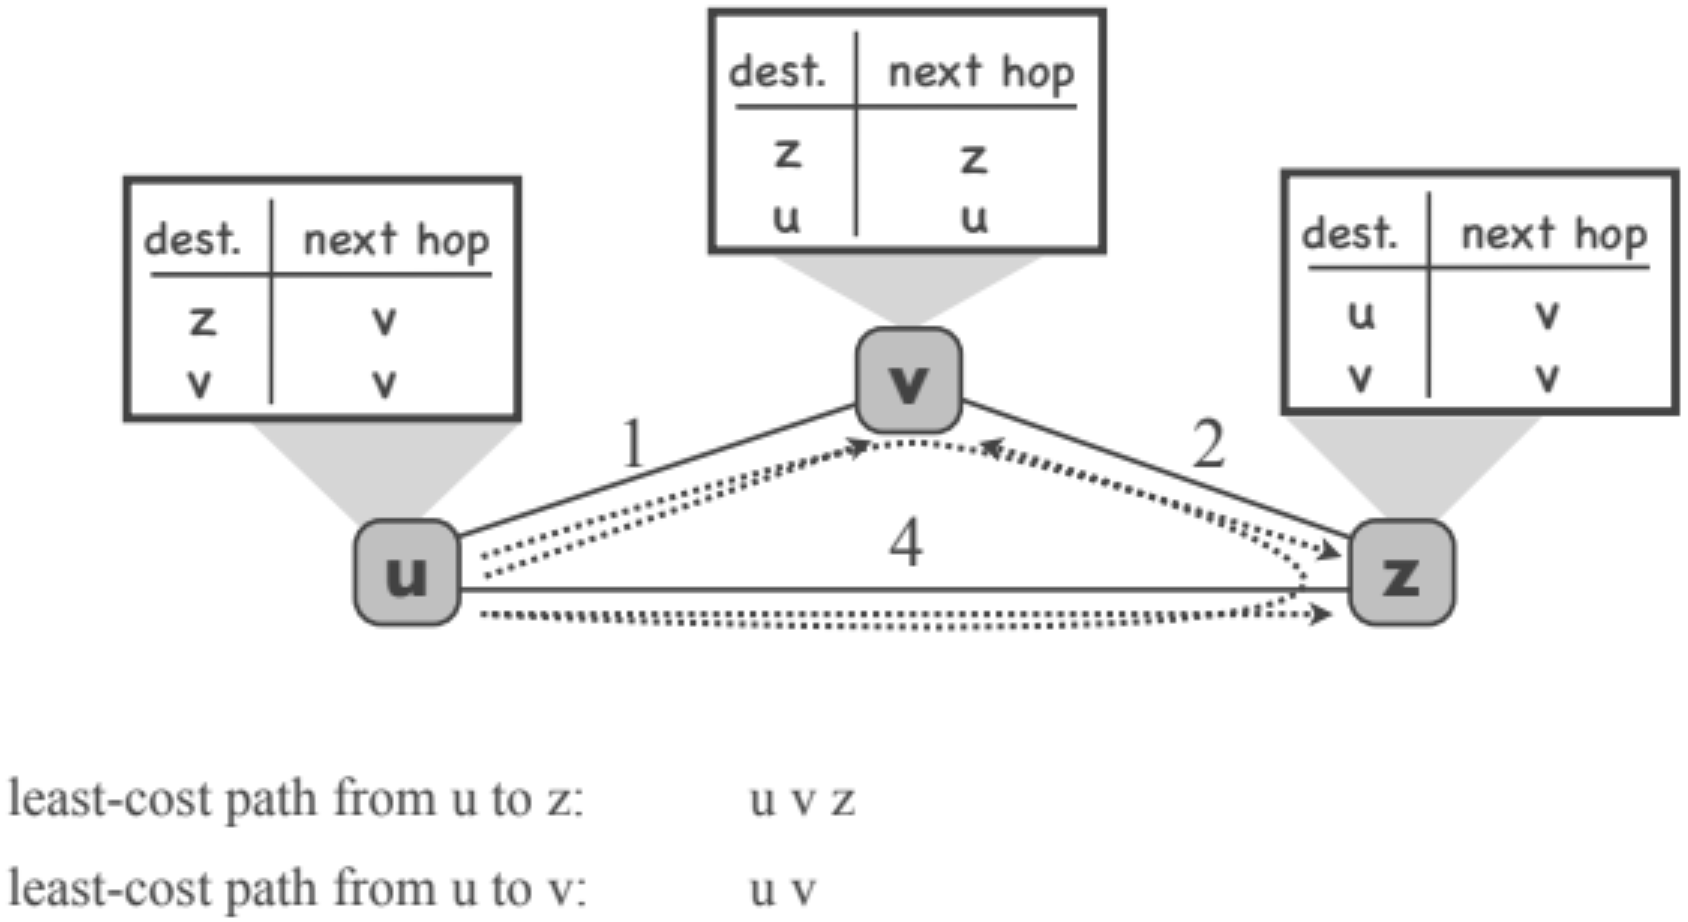 dest. next hop
z z
u u
dest. next hop
z v
v v
dest. next hop
u v
v v
v
1
2
4
u
z
least-cost path from u to z: u v z
least-cost path from u to v: u v